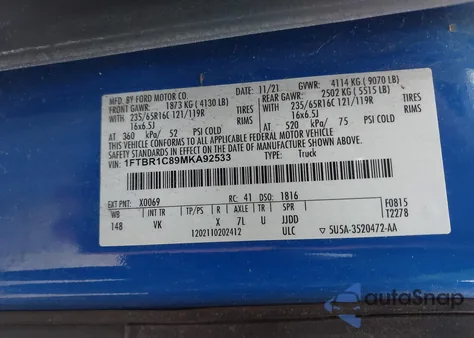 MFD. BY FORD MOTOR CO.
11/21 GVWR: 4114 KG (9070 LB)
FRONT GAWR: 1873 KG (4130 LB) REAR GAWR: 2502 KG (5515 LB)
WITH 235/65R16C 121/119R TIRES WITH 235/65R16C 121/119R TIRES
16x6.5J RIMS 16x6.5J RIMS
AT 360 kPa/ 52 PSI COLD AT 520 kPa/ 75 PSI COLD
THIS VEHICLE CONFORMS TO ALL APPLICABLE FEDERAL MOTOR VEHICLE
SAFETY STANDARDS IN EFFECT ON THE DATE OF MANUFACTURE SHOWN ABOVE.
VIN: 1FTBR1C89MKA92533
TYPE: Truck
EXT PNT: X0069 RC: 41 DSO: 1816
WB INT TR TP/PS R AXLE TR SPR F0815
148 VK X 7L U JJDD T2278
1202110202412 ULC
▽ 5U5A-3520472-AA
autoSnap